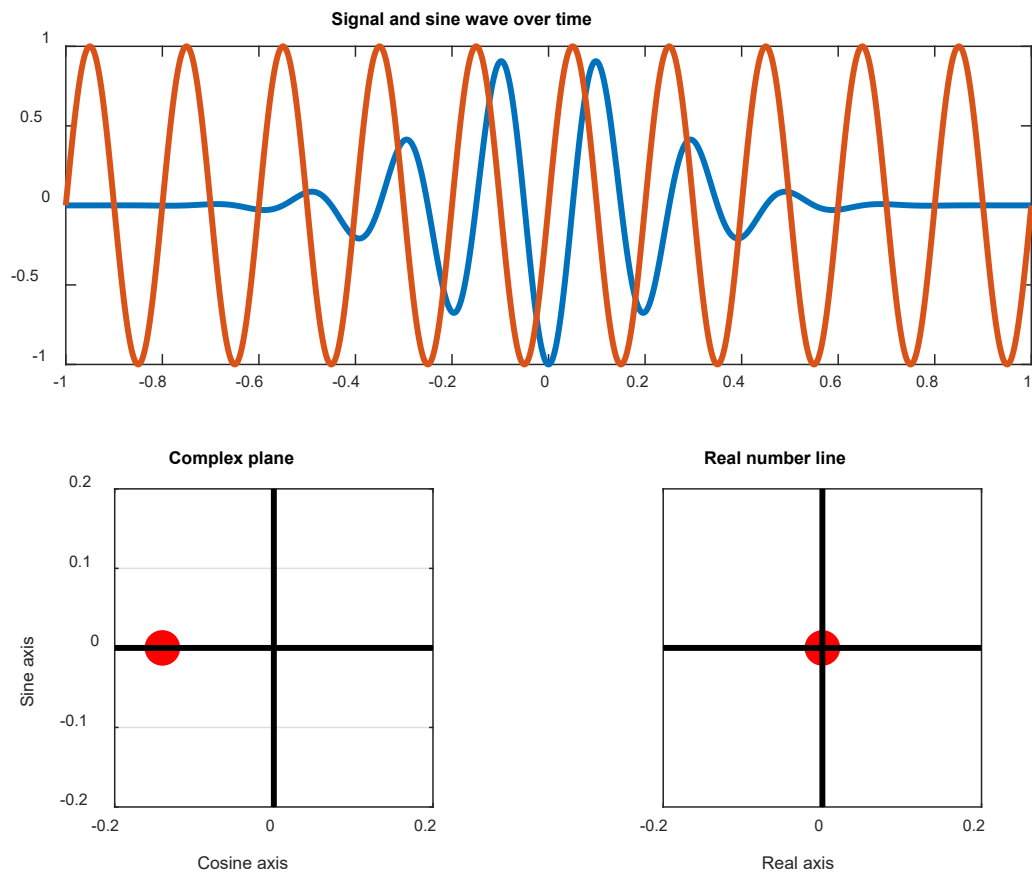 Signal and sine wave over time
1
0.5
0
-0.5
-1
-1 -0.8 -0.6 -0.4 -0.2 0 0.2 0.4 0.6 0.8 1
Complex plane
0.2
0.1
0
-0.1
-0.2
Sine axis
-0.2 0 0.2
Cosine axis
Real number line
-0.2 0 0.2
Real axis